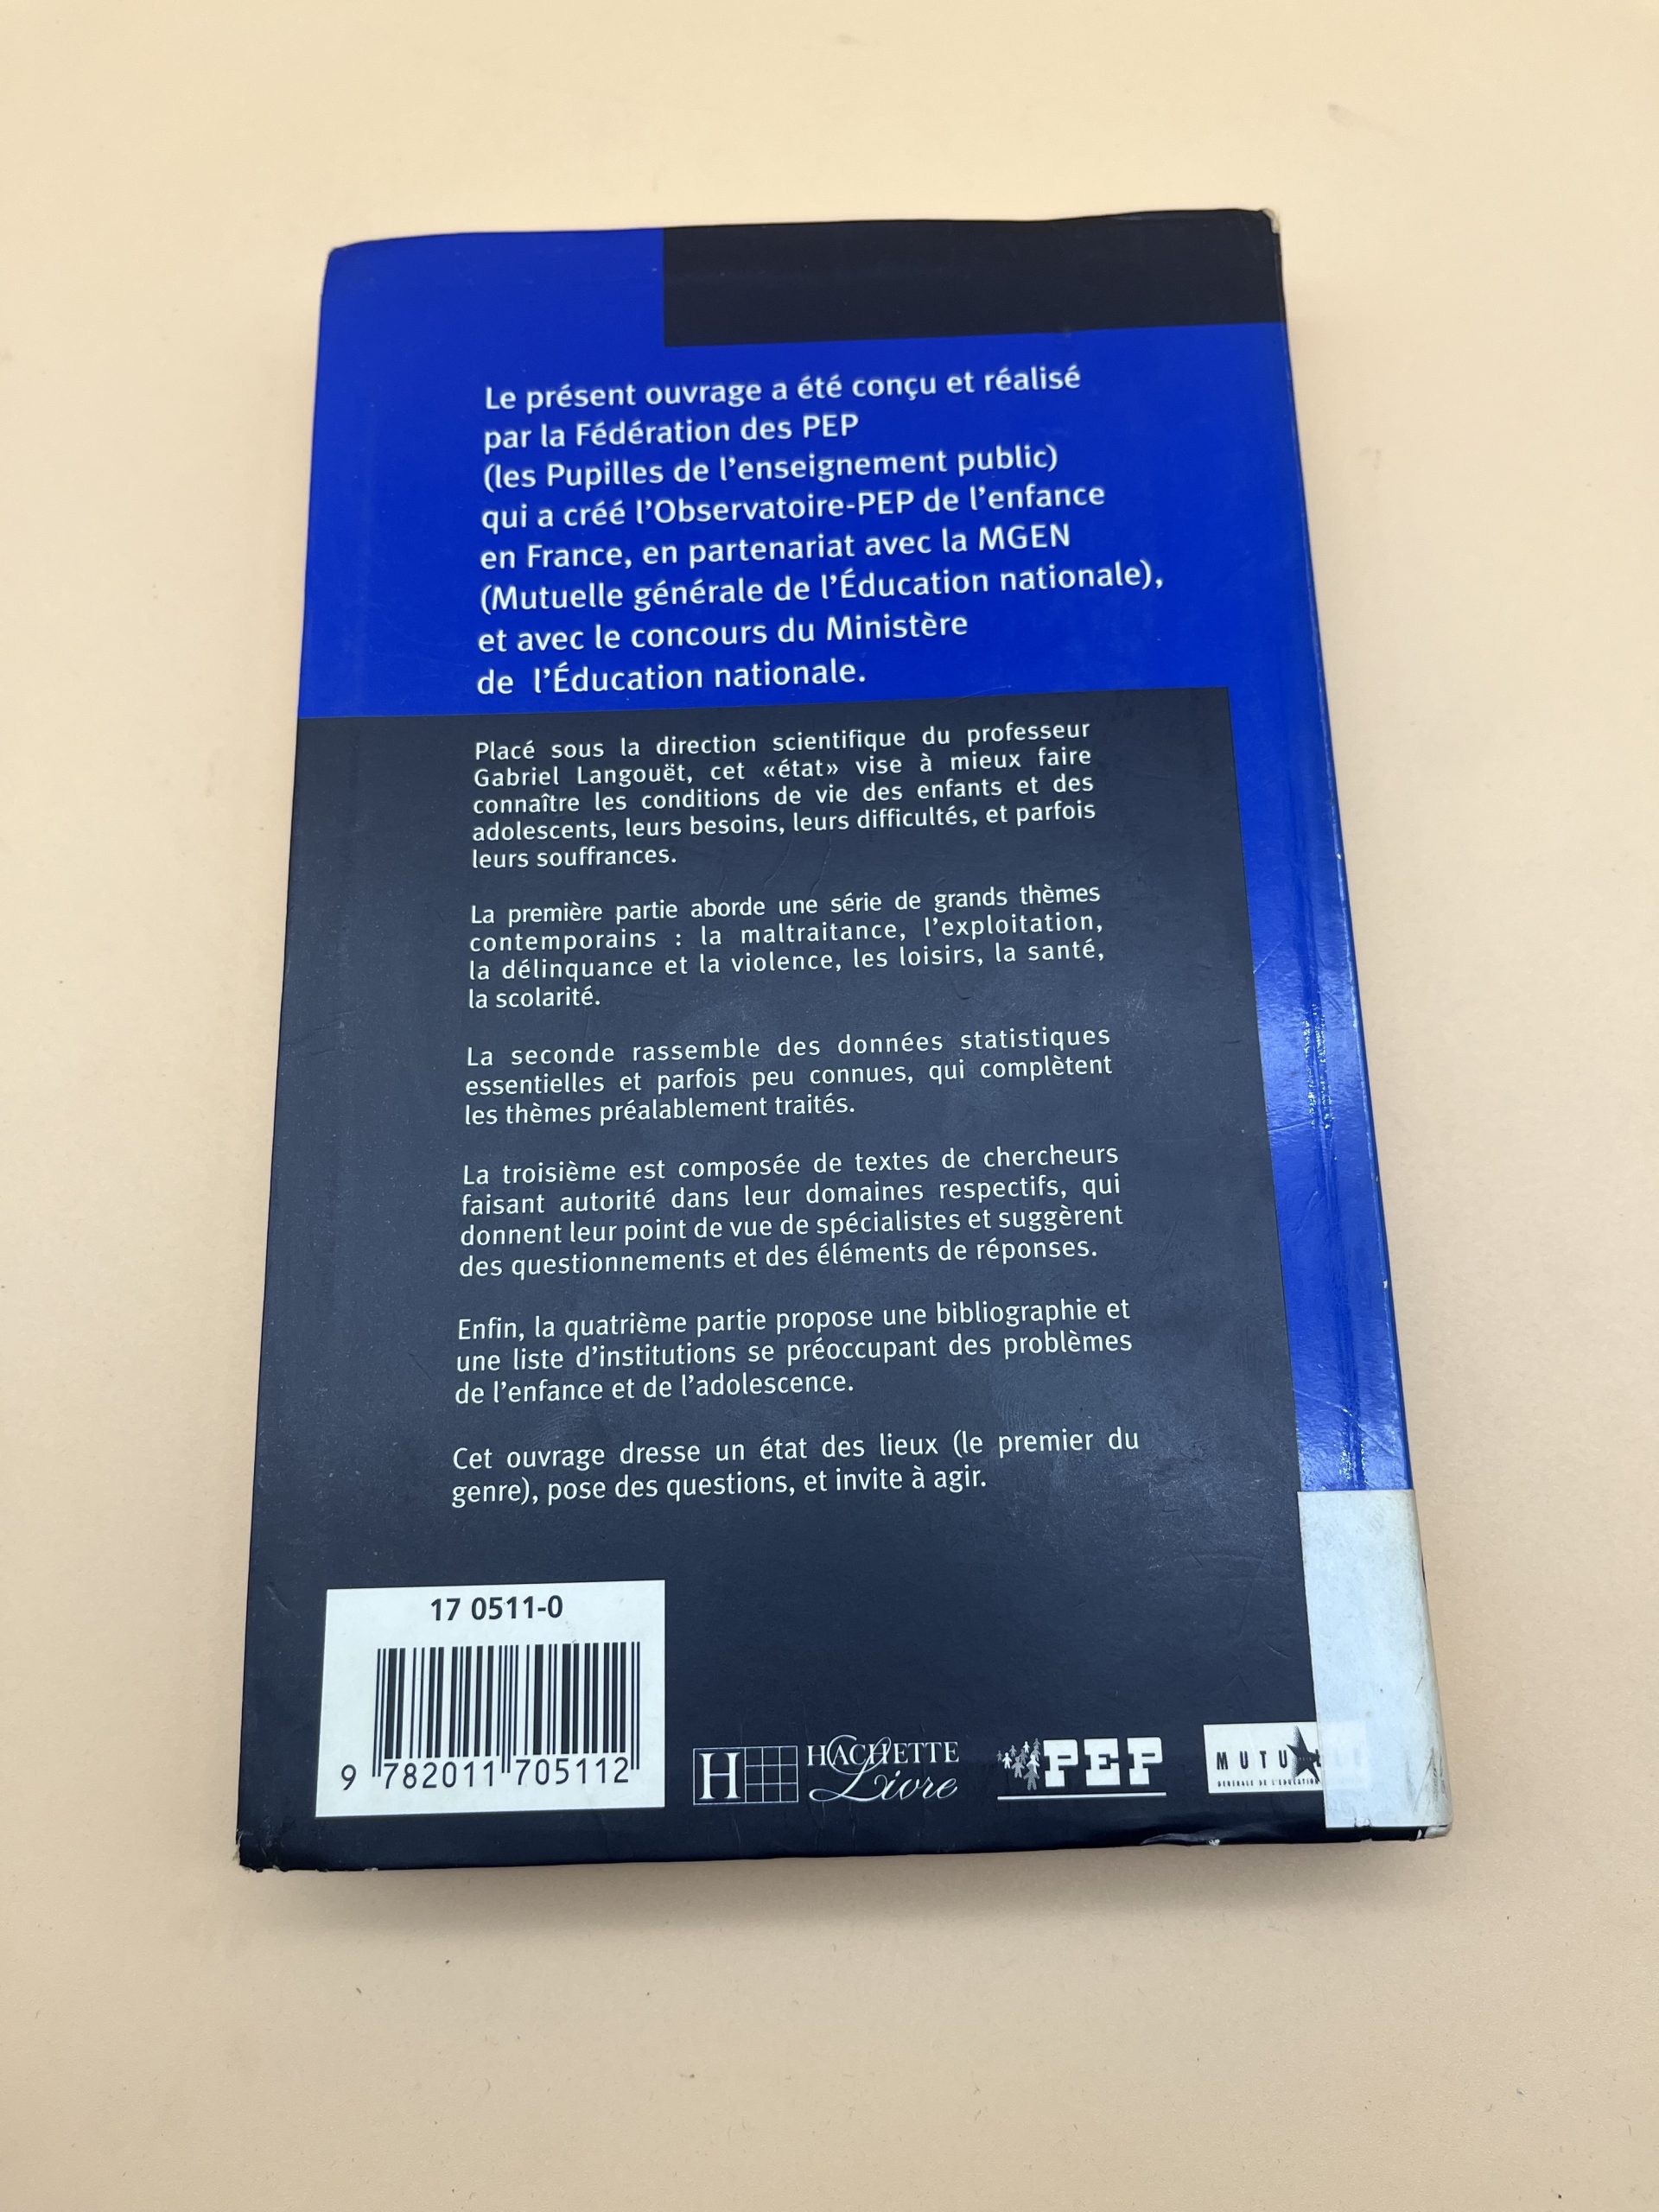 Le présent ouvrage a été conçu et réalisé
par la Fédération des PEP
(les Pupilles de l'enseignement public)
qui a créé l'Observatoire-PEP de l'enfance
en France, en partenariat avec la MGEN
(Mutuelle générale de l'Éducation nationale),
et avec le concours du Ministère
de l'Éducation nationale.
Placé sous la direction scientifique du professeur
Gabriel Langouët, cet «état» vise à mieux faire
connaître les conditions de vie des enfants et des
adolescents, leurs besoins, leurs difficultés, et parfois
leurs souffrances.
La première partie aborde une série de grands thèmes
contemporains : la maltraitance, l'exploitation,
la délinquance et la violence, les loisirs, la santé,
la scolarité.
La seconde rassemble des données statistiques
essentielles et parfois peu connues, qui complètent
les thèmes préalablement traités.
La troisième est composée de textes de chercheurs
faisant autorité dans leur domaines respectifs, qui
donnent leur point de vue de spécialistes et suggèrent
des questionnements et des éléments de réponses.
Enfin, la quatrième partie propose une bibliographie et
une liste d'institutions se préoccupant des problèmes
de l'enfance et de l'adolescence.
Cet ouvrage dresse un état des lieux (le premier du
genre), pose des questions, et invite à agir.
17 0511-0
9 782011 705112
H HACHETTE
Livre
PEP
MUTU
GENERALE DE L'EDUCATION